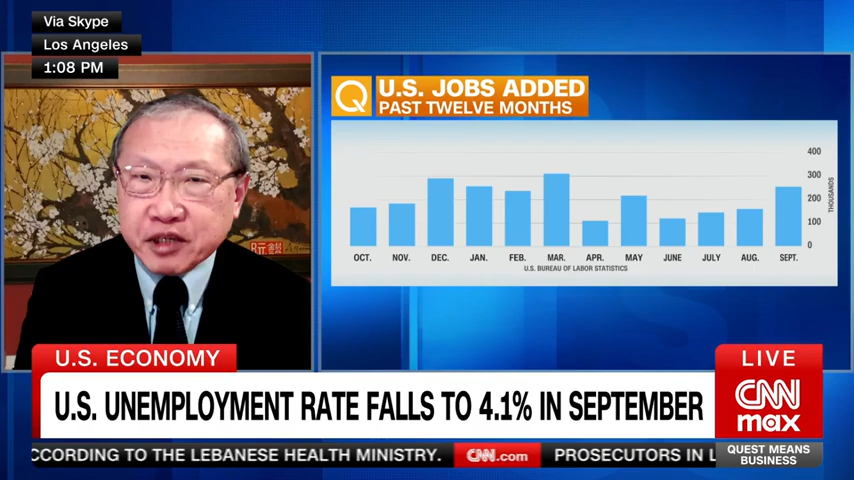 Via Skype
Los Angeles
1:08 PM
Q
U.S. JOBS ADDED
PAST TWELVE MONTHS
400
300
200
100
0
THOUSANDS
OCT. NOV. DEC. JAN. FEB. MAR. APR. MAY JUNE JULY AUG. SEPT.
U.S. BUREAU OF LABOR STATISTICS
U.S. ECONOMY
U.S. UNEMPLOYMENT RATE FALLS TO 4.1% IN SEPTEMBER
LIVE
CNN
max
CCORDING TO THE LEBANESE HEALTH MINISTRY. CNN.com PROSECUTORS IN L
QUEST MEANS
BUSINESS